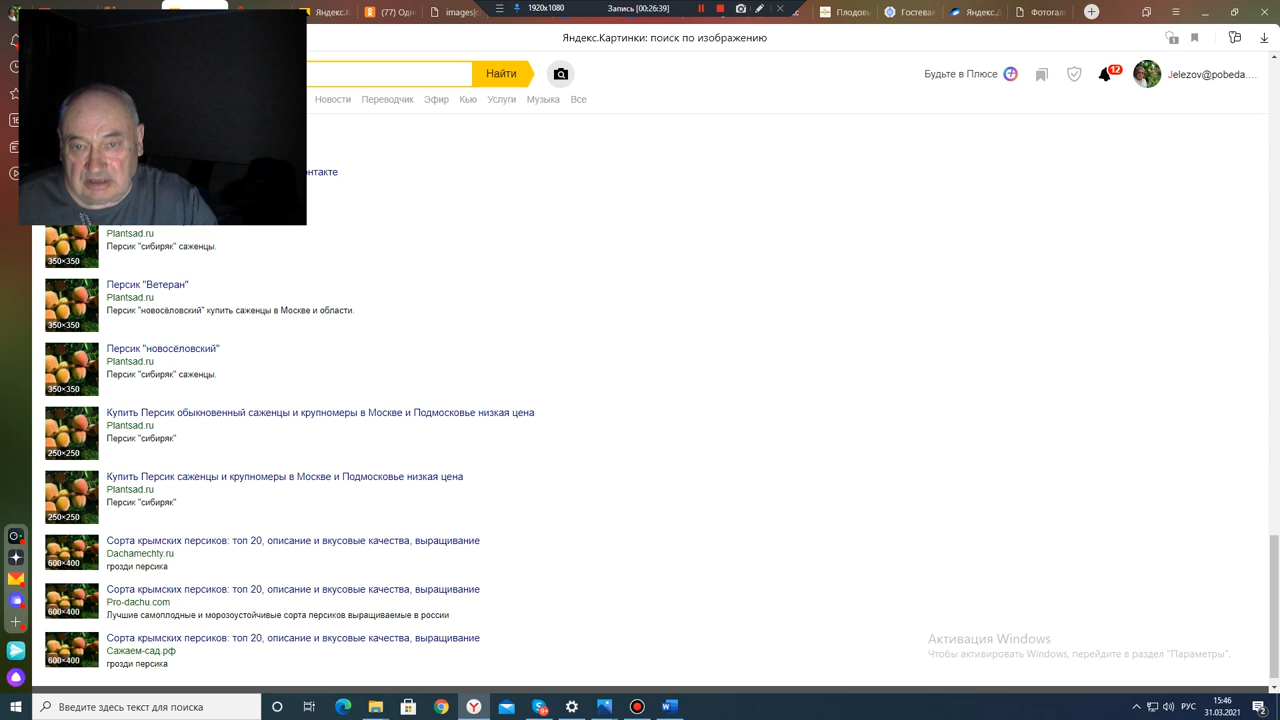 1920x1080
Запись [00:26:39]
Яндекс.Картинки: поиск по изображению
1
Найти
Будьте в Плюсе
12
Jelezov@pobeda....
Новости Переводчик Эфир Кью Услуги Музыка Все
онтакте
Plantsad.ru
Персик "сибиряк" саженцы.
350×350
Персик "Ветеран"
Plantsad.ru
Персик "новосёловский" купить саженцы в Москве и области.
350×350
Персик "новосёловский"
Plantsad.ru
Персик "сибиряк" саженцы.
350×350
Купить Персик обыкновенный саженцы и крупномеры в Москве и Подмосковье низкая цена
Plantsad.ru
Персик "сибиряк"
250×250
Купить Персик саженцы и крупномеры в Москве и Подмосковье низкая цена
Plantsad.ru
Персик "сибиряк"
250×250
Сорта крымских персиков: топ 20, описание и вкусовые качества, выращивание
Dachamechty.ru
грозди персика
600×400
Сорта крымских персиков: топ 20, описание и вкусовые качества, выращивание
Pro-dachu.com
Лучшие самоплодные и морозоустойчивые сорта персиков выращиваемые в россии
600×400
Сорта крымских персиков: топ 20, описание и вкусовые качества, выращивание
Сажаем-сад.рф
грозди персика
600×400
Активация Windows
Чтобы активировать Windows, перейдите в раздел "Параметры".
Введите здесь текст для поиска
РУС
15:46
31.03.2021
2